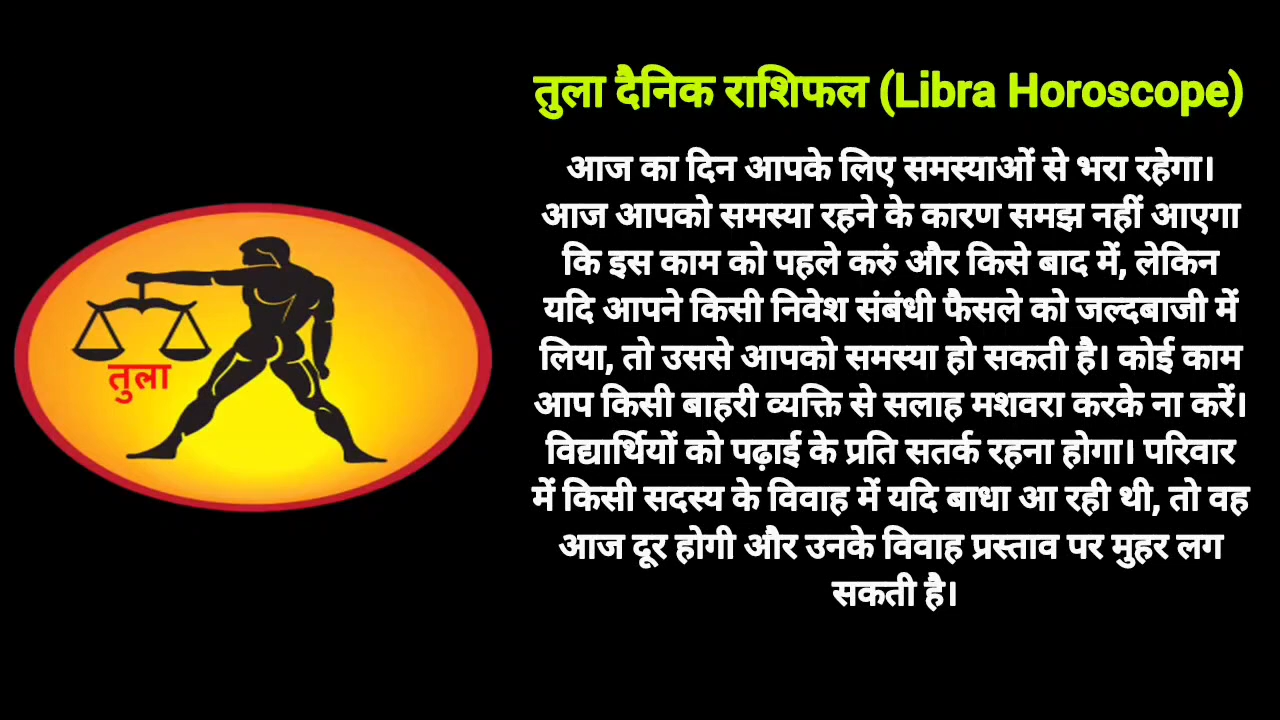 तुला दैनिक राशिफल (Libra Horoscope)
आज का दिन आपके लिए समस्याओं से भरा रहेगा।
आज आपको समस्या रहने के कारण समझ नहीं आएगा
कि इस काम को पहले करुं और किसे बाद में, लेकिन
यदि आपने किसी निवेश संबंधी फैसले को जल्दबाजी में
लिया, तो उससे आपको समस्या हो सकती है। कोई काम
आप किसी बाहरी व्यक्ति से सलाह मशवरा करके ना करें।
विद्यार्थियों को पढ़ाई के प्रति सतर्क रहना होगा। परिवार
में किसी सदस्य के विवाह में यदि बाधा आ रही थी, तो वह
आज दूर होगी और उनके विवाह प्रस्ताव पर मुहर लग
सकती है।
तुला